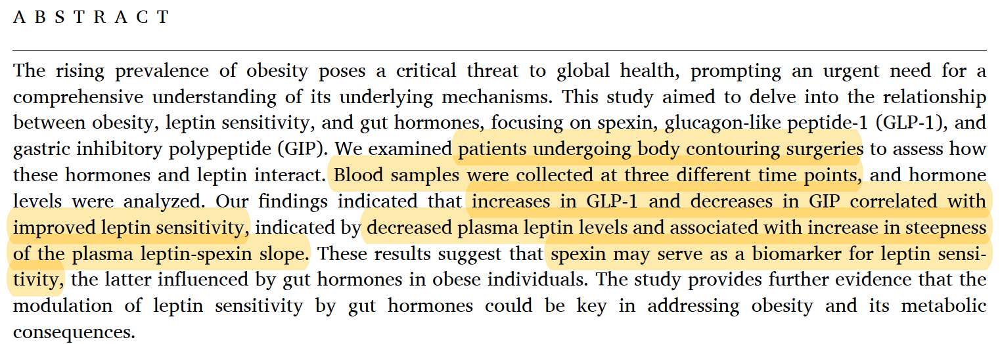 A B S T R A C T
The rising prevalence of obesity poses a critical threat to global health, prompting an urgent need for a
comprehensive understanding of its underlying mechanisms. This study aimed to delve into the relationship
between obesity, leptin sensitivity, and gut hormones, focusing on spexin, glucagon-like peptide-1 (GLP-1), and
gastric inhibitory polypeptide (GIP). We examined patients undergoing body contouring surgeries to assess how
these hormones and leptin interact. Blood samples were collected at three different time points, and hormone
levels were analyzed. Our findings indicated that increases in GLP-1 and decreases in GIP correlated with
improved leptin sensitivity, indicated by decreased plasma leptin levels and associated with increase in steepness
of the plasma leptin-spexin slope. These results suggest that spexin may serve as a biomarker for leptin sensi-
tivity, the latter influenced by gut hormones in obese individuals. The study provides further evidence that the
modulation of leptin sensitivity by gut hormones could be key in addressing obesity and its metabolic
consequences.